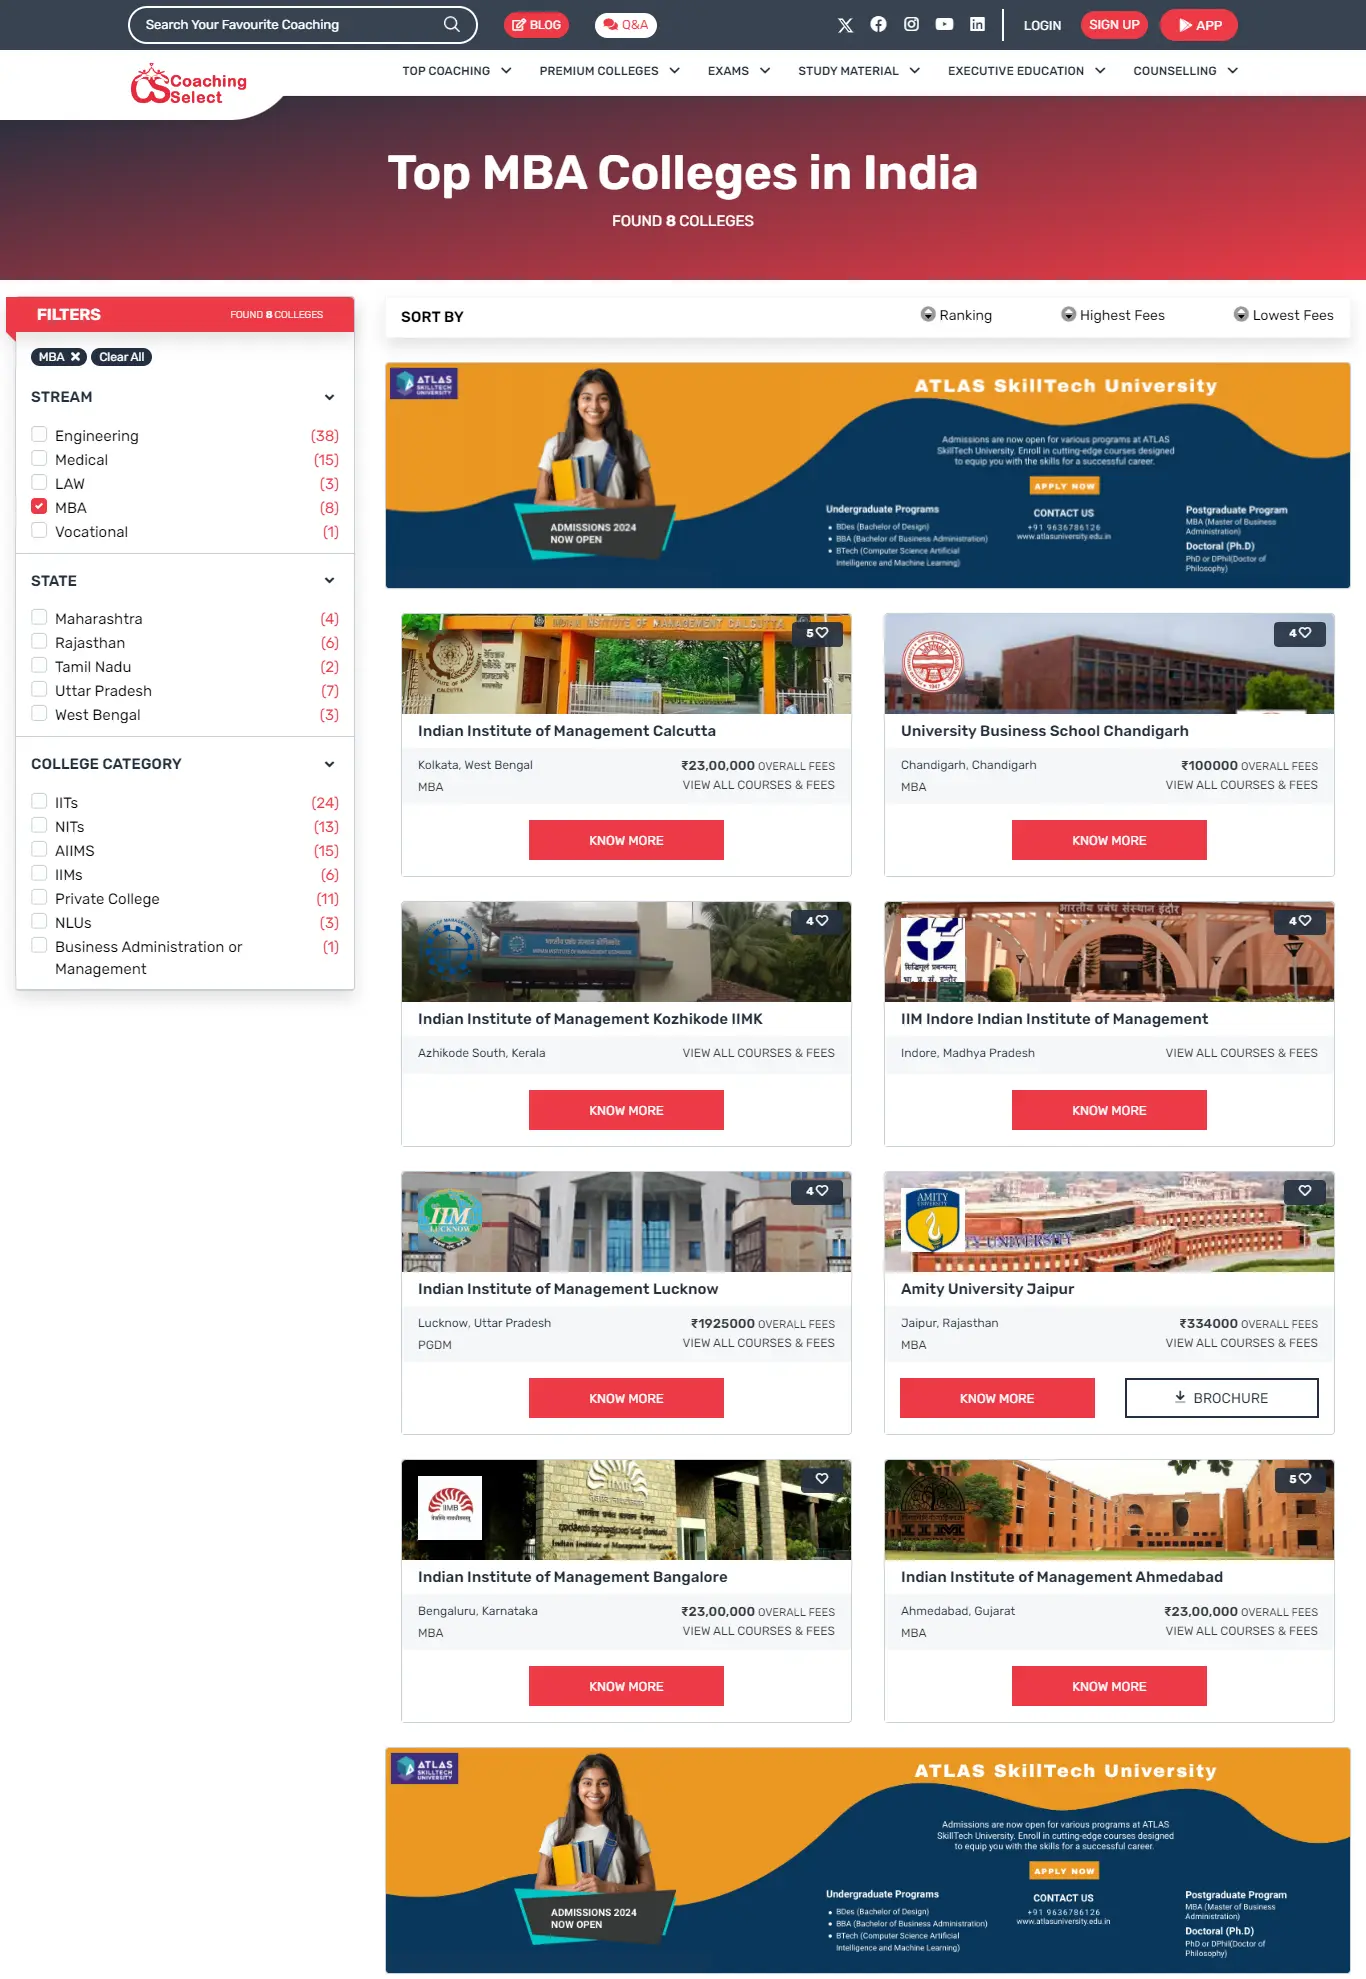 Search Your Favourite Coaching
BLOG
Q&A
LOGIN
SIGN UP
APP
CS Coaching
Select
TOP COACHING
PREMIUM COLLEGES
EXAMS
STUDY MATERIAL
EXECUTIVE EDUCATION
COUNSELLING
Top MBA Colleges in India
FOUND 8 COLLEGES
FILTERS
FOUND 8 COLLEGES
MBA
Clear All
STREAM
Engineering (38)
Medical (15)
LAW (3)
MBA (8)
Vocational (1)
STATE
Maharashtra (4)
Rajasthan (6)
Tamil Nadu (2)
Uttar Pradesh (7)
West Bengal (3)
COLLEGE CATEGORY
IITs (24)
NITs (13)
AIIMS (15)
IIMs (6)
Private College (11)
NLUs (3)
Business Administration or (1)
Management
SORT BY
Ranking
Highest Fees
Lowest Fees
ATLAS
SKILLTECH
UNIVERSITY
ADMISSIONS 2024
NOW OPEN
ATLAS SkillTech University
Admissions are now open for various programs at ATLAS
SkillTech University. Enroll in cutting-edge courses designed
to equip you with the skills for a successful career.
APPLY NOW
Undergraduate Programs
BDes (Bachelor of Design)
BBA (Bachelor of Business Administration)
BTech (Computer Science Artificial
Intelligence and Machine Learning)
CONTACT US
+91 9636786126
www.atlasuniversity.edu.in
Postgraduate Program
MBA (Master of Business
Administration)
Doctoral (Ph.D)
PhD or DPhil(Doctor of
Philosophy)
INDIAN INSTITUTE OF MANAGEMENT CALCUTTA
5
Indian Institute of Management Calcutta
Kolkata, West Bengal
₹23,00,000 OVERALL FEES
MBA
VIEW ALL COURSES & FEES
KNOW MORE
4
University Business School Chandigarh
Chandigarh, Chandigarh
₹100000 OVERALL FEES
MBA
VIEW ALL COURSES & FEES
KNOW MORE
4
Indian Institute of Management Kozhikode IIMK
Azhikode South, Kerala
VIEW ALL COURSES & FEES
KNOW MORE
भारतीय प्रबंध संस्थान इंदौर
4
IIM Indore Indian Institute of Management
Indore, Madhya Pradesh
VIEW ALL COURSES & FEES
KNOW MORE
IIM
LUCKNOW
4
Indian Institute of Management Lucknow
Lucknow, Uttar Pradesh
₹1925000 OVERALL FEES
PGDM
VIEW ALL COURSES & FEES
KNOW MORE
AMITY
UNIVERSITY
Amity University Jaipur
Jaipur, Rajasthan
₹334000 OVERALL FEES
MBA
VIEW ALL COURSES & FEES
KNOW MORE
BROCHURE
IIMB
Indian Institute of Management Bangalore
Indian Institute of Management Bangalore
Bengaluru, Karnataka
₹23,00,000 OVERALL FEES
MBA
VIEW ALL COURSES & FEES
KNOW MORE
5
Indian Institute of Management Ahmedabad
Ahmedabad, Gujarat
₹23,00,000 OVERALL FEES
MBA
VIEW ALL COURSES & FEES
KNOW MORE
ATLAS
SKILLTECH
UNIVERSITY
ADMISSIONS 2024
NOW OPEN
ATLAS SkillTech University
Admissions are now open for various programs at ATLAS
SkillTech University. Enroll in cutting-edge courses designed
to equip you with the skills for a successful career.
APPLY NOW
Undergraduate Programs
BDes (Bachelor of Design)
BBA (Bachelor of Business Administration)
BTech (Computer Science Artificial
Intelligence and Machine Learning)
CONTACT US
+91 9636786126
www.atlasuniversity.edu.in
Postgraduate Program
MBA (Master of Business
Administration)
Doctoral (Ph.D)
PhD or DPhil(Doctor of
Philosophy)